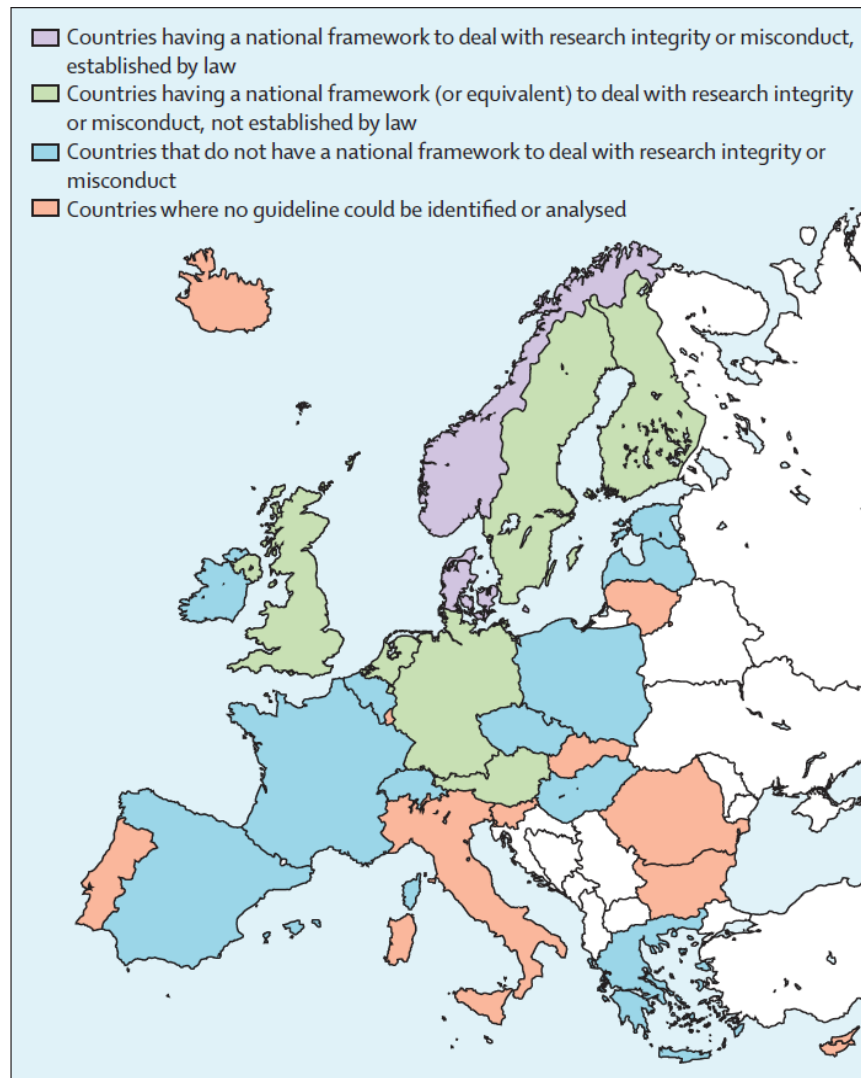 Countries having a national framework to deal with research integrity or misconduct,
established by law
Countries having a national framework (or equivalent) to deal with research integrity
or misconduct, not established by law
Countries that do not have a national framework to deal with research integrity or
misconduct
Countries where no guideline could be identified or analysed